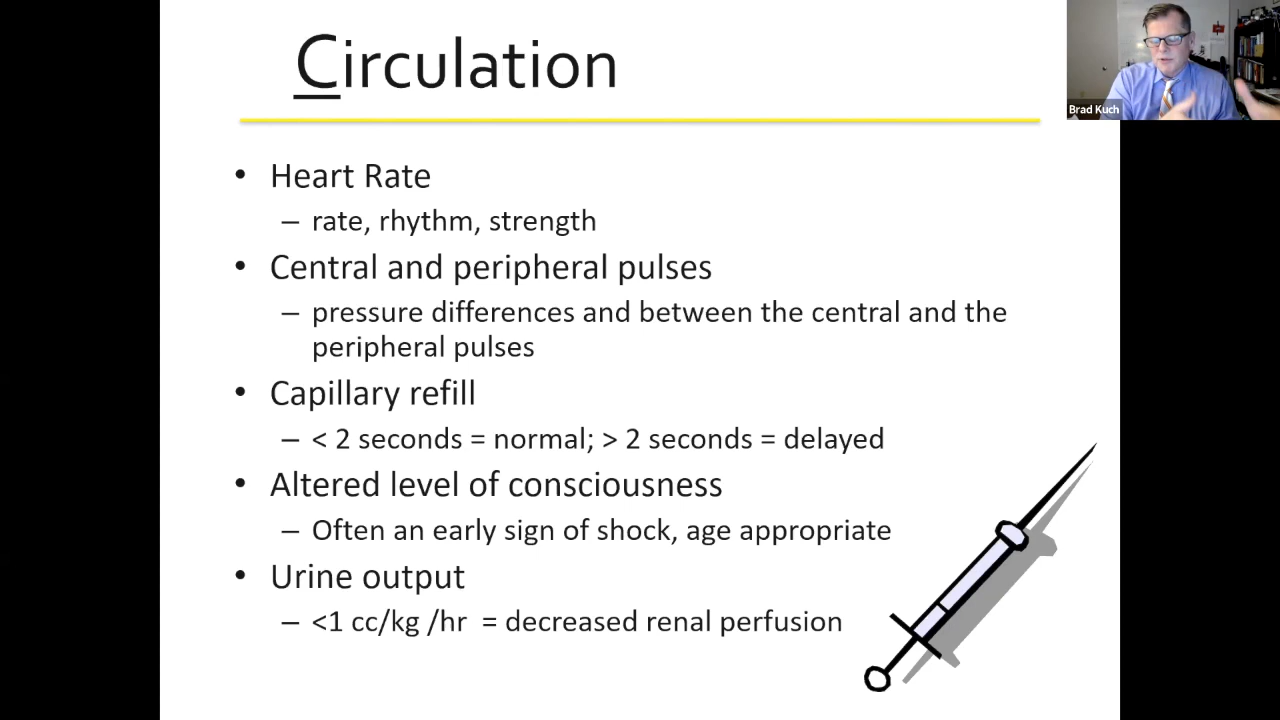 Circulation
Brad Kuch
• Heart Rate
– rate, rhythm, strength
• Central and peripheral pulses
– pressure differences and between the central and the
peripheral pulses
• Capillary refill
– < 2 seconds = normal; > 2 seconds = delayed
• Altered level of consciousness
– Often an early sign of shock, age appropriate
• Urine output
– <1 cc/kg /hr  = decreased renal perfusion